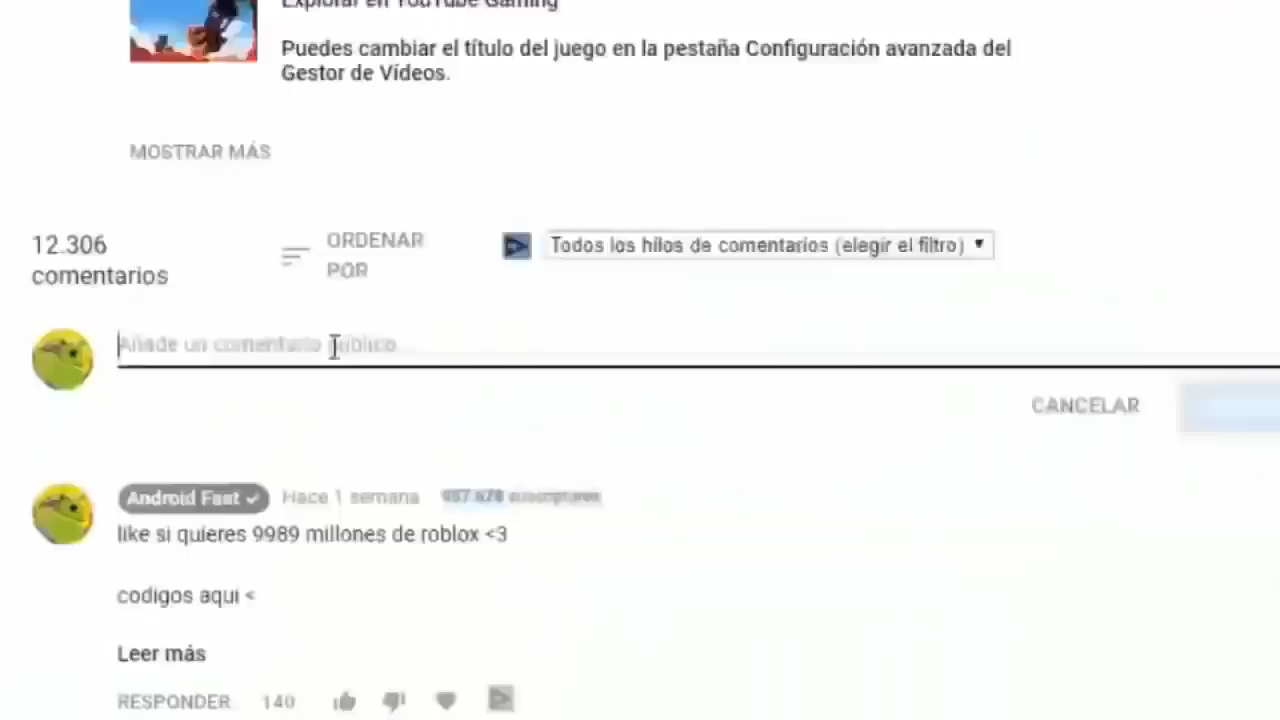 Explorar en YouTube Gaming
Puedes cambiar el título del juego en la pestaña Configuración avanzada del
Gestor de Vídeos.
MOSTRAR MÁS
12.306
comentarios
ORDENAR
POR
Todos los hilos de comentarios (elegir el filtro)
Añade un comentario público...
CANCELAR
Android Fast Hace 1 semana suscriptores
like si quieres 9989 millones de roblox <3
codigos aqui <
Leer más
RESPONDER 140